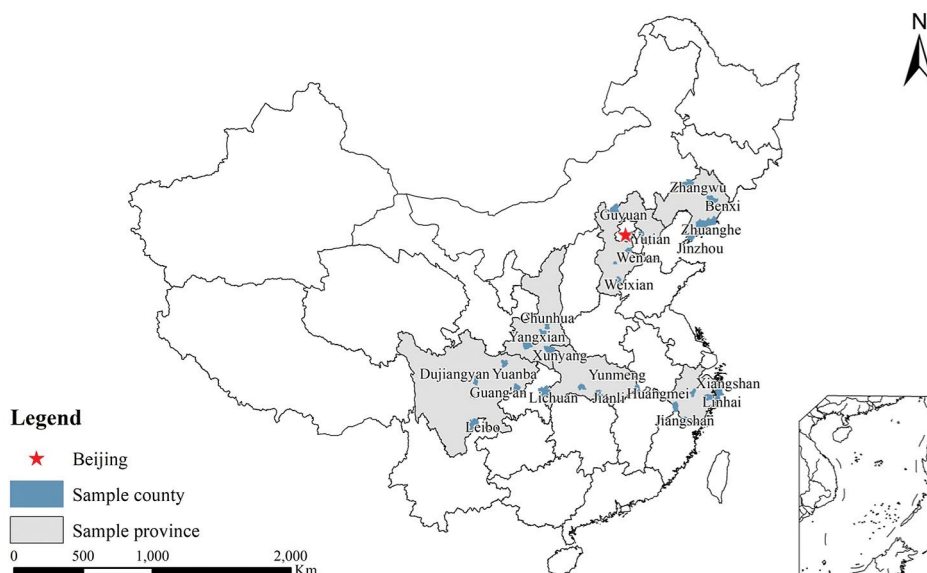 N
Zhangwu
Benxi
Guyuan
Zhuanghe
Yutian
Jinzhou
Wen'an
Weixian
Chunhua
Yangxian
Xunyang
Dujiangyan
Yuanba
Yunmeng
Xiangshan
Guang'an
Lichuan
Jianli
Huangmei
Linhai
Jiangshan
Leibo
Legend
Beijing
Sample county
Sample province
0 500 1,000 2,000
Km